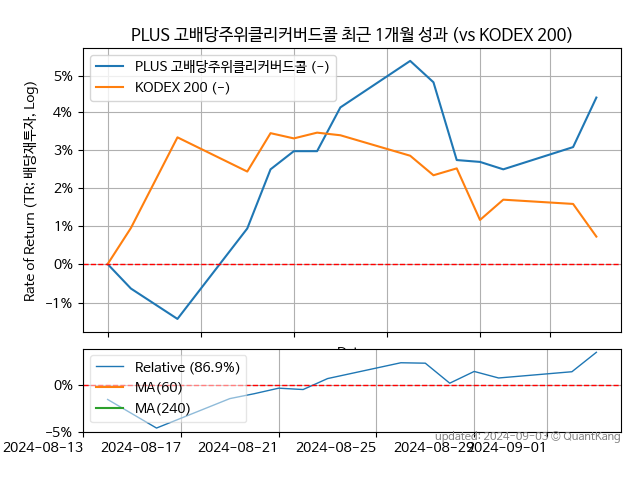 PLUS 고배당주위클리커버드콜 최근 1개월 성과 (vs KODEX 200)
PLUS 고배당주위클리커버드콜 (-)
KODEX 200 (-)
Rate of Return (TR: 배당재투자, Log)
5%
4%
3%
2%
1%
0%
-1%
Relative (86.9%)
MA(60)
MA(240)
0%
-5%
updated: 2024-09-03 © QuantKang
2024-08-13 2024-08-17 2024-08-21 2024-08-25 2024-08-29 2024-09-01